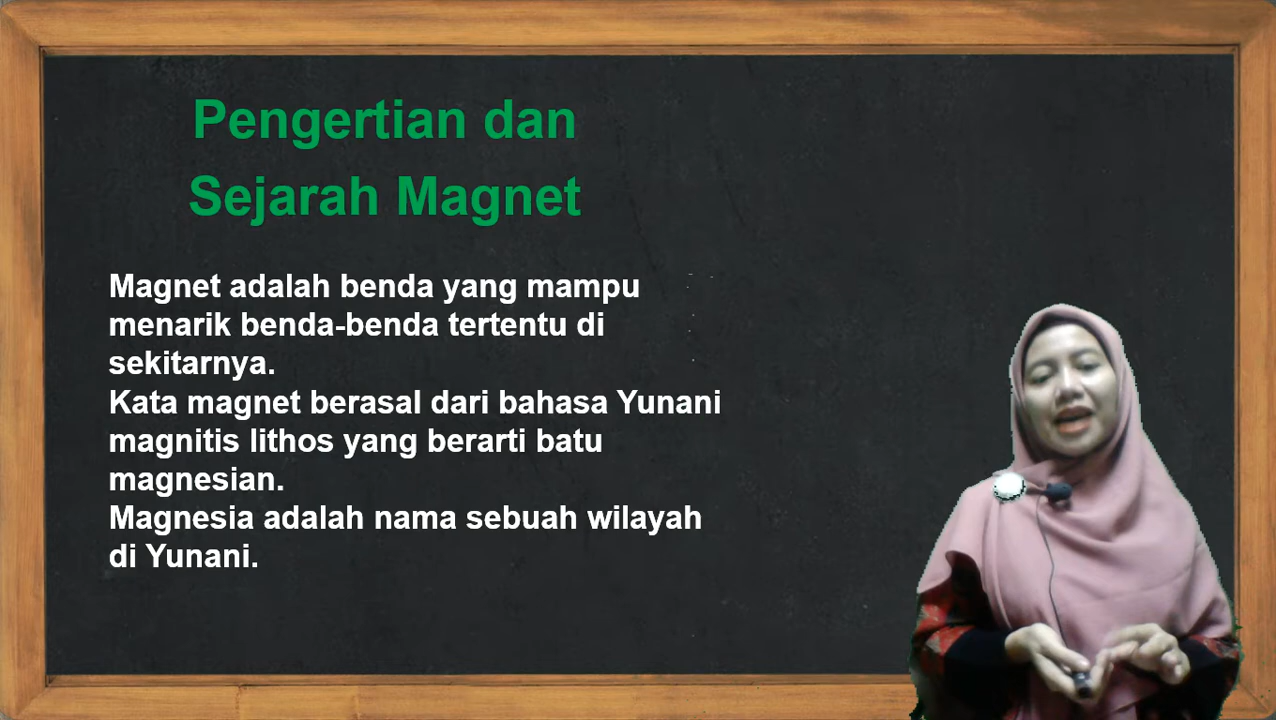 Pengertian dan
Sejarah Magnet
Magnet adalah benda yang mampu
menarik benda-benda tertentu di
sekitarnya.
Kata magnet berasal dari bahasa Yunani
magnitis lithos yang berarti batu
magnesian.
Magnesia adalah nama sebuah wilayah
di Yunani.